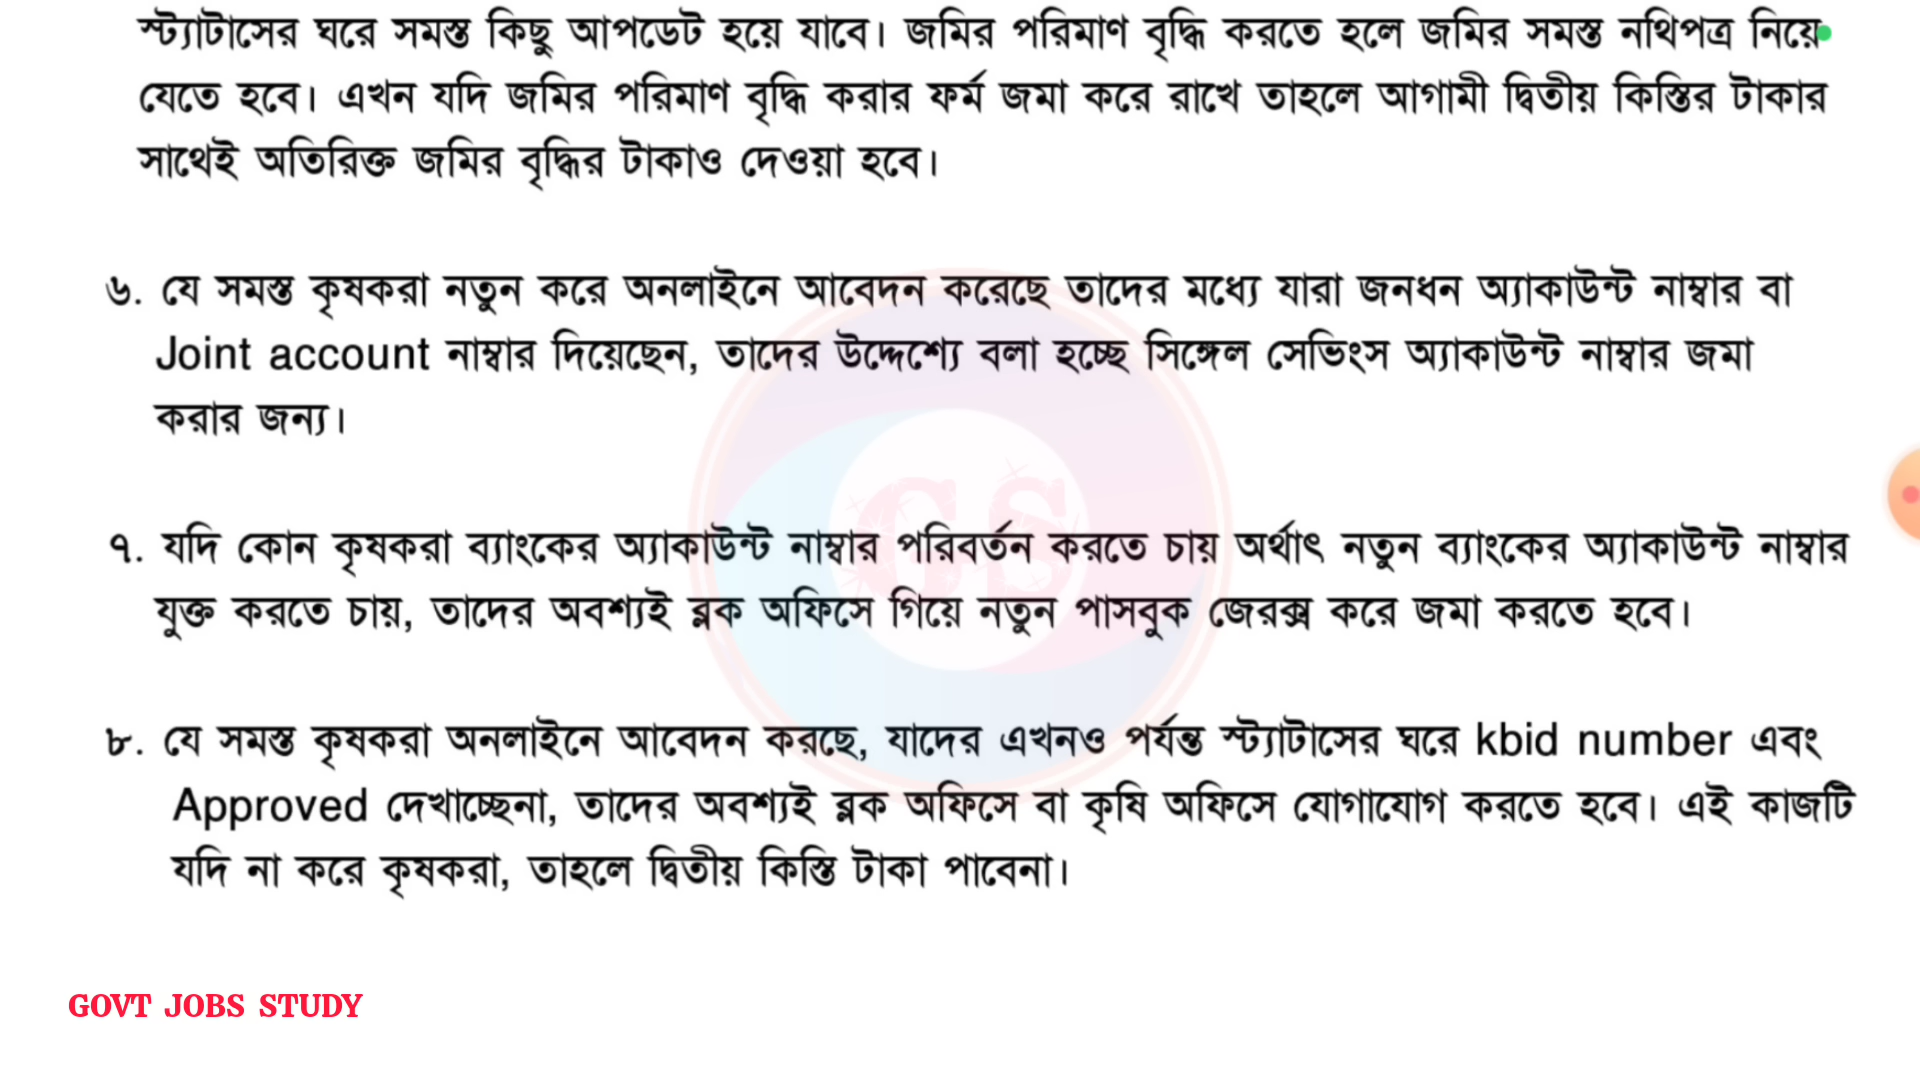 স্ট্যাটাসের ঘরে সমস্ত কিছু আপডেট হয়ে যাবে। জমির পরিমাণ বৃদ্ধি করতে হলে জমির সমস্ত নথিপত্র নিয়ে
যেতে হবে। এখন যদি জমির পরিমাণ বৃদ্ধি করার ফর্ম জমা করে রাখে তাহলে আগামী দ্বিতীয় কিস্তির টাকার
সাথেই অতিরিক্ত জমির বৃদ্ধির টাকাও দেওয়া হবে।
৬. যে সমস্ত কৃষকরা নতুন করে অনলাইনে আবেদন করেছে তাদের মধ্যে যারা জনধন অ্যাকাউন্ট নাম্বার বা
Joint account নাম্বার দিয়েছেন, তাদের উদ্দেশ্যে বলা হচ্ছে সিঙ্গেল সেভিংস অ্যাকাউন্ট নাম্বার জমা
করার জন্য।
GS
৭. যদি কোন কৃষকরা ব্যাংকের অ্যাকাউন্ট নাম্বার পরিবর্তন করতে চায় অর্থাৎ নতুন ব্যাংকের অ্যাকাউন্ট নাম্বার
যুক্ত করতে চায়, তাদের অবশ্যই ব্লক অফিসে গিয়ে নতুন পাসবুক জেরক্স করে জমা করতে হবে।
৮. যে সমস্ত কৃষকরা অনলাইনে আবেদন করছে, যাদের এখনও পর্যন্ত স্ট্যাটাসের ঘরে kbid number এবং
Approved দেখাচ্ছেনা, তাদের অবশ্যই ব্লক অফিসে বা কৃষি অফিসে যোগাযোগ করতে হবে। এই কাজটি
যদি না করে কৃষকরা, তাহলে দ্বিতীয় কিস্তি টাকা পাবেনা।
GOVT JOBS STUDY